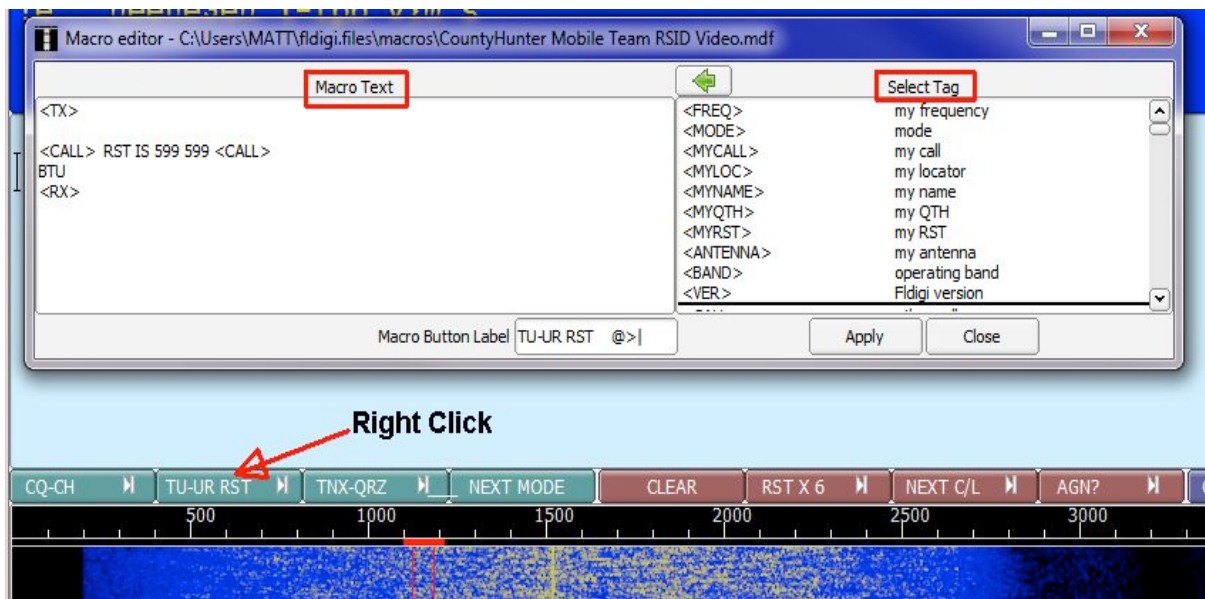 Macro editor - C:\Users\MATT\fldigi.files\macros\CountyHunter Mobile Team RSID Video.mdf
Macro Text
Select Tag
<TX>
<CALL> RST IS 599 599 <CALL>
BTU
<RX>
<FREQ> my frequency
<MODE> mode
<MYCALL> my call
<MYLOC> my locator
<MYNAME> my name
<MYQTH> my QTH
<MYRST> my RST
<ANTENNA> my antenna
<BAND> operating band
<VER> Fldigi version
Macro Button Label TU-UR RST @>| Apply Close
Right Click
CQ-CH TU-UR RST TNX-QRZ NEXT MODE CLEAR RST X 6 NEXT C/L AGN?
500 1000 1500 2000 2500 3000